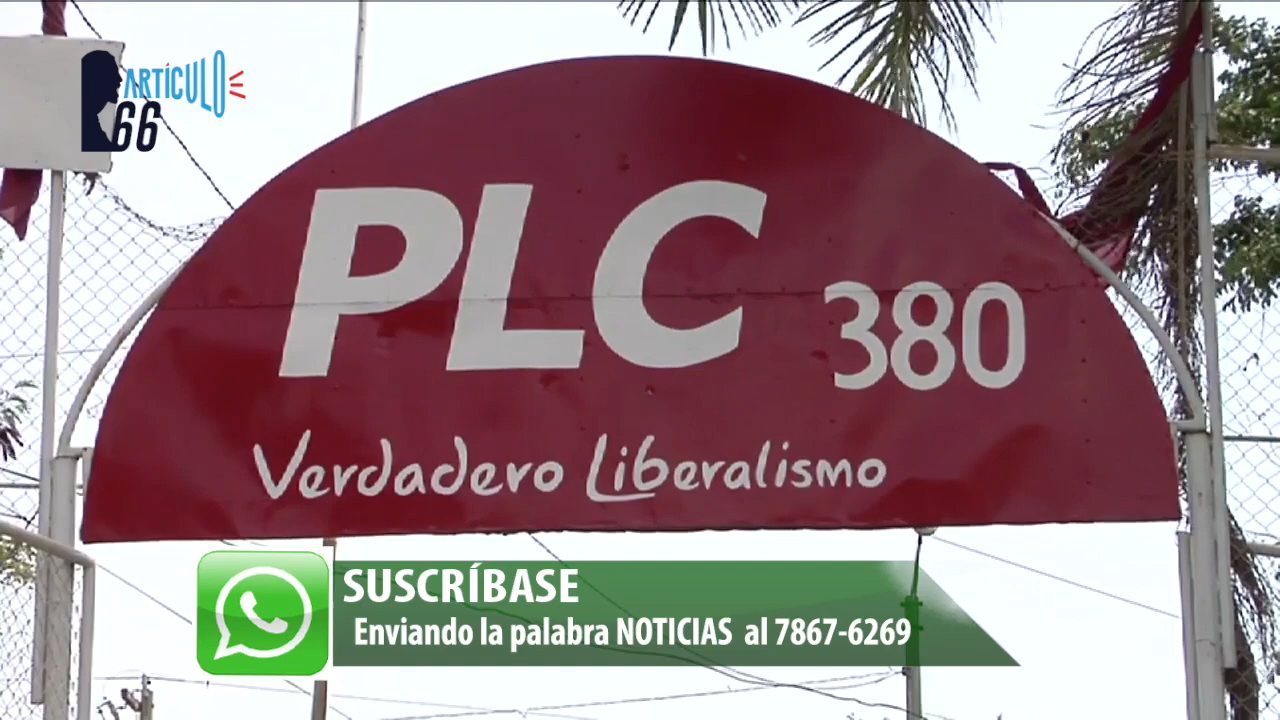 ARTÍCULO
66
PLC 380
Verdadero Liberalismo
SUSCRÍBASE
Enviando la palabra NOTICIAS al 7867-6269